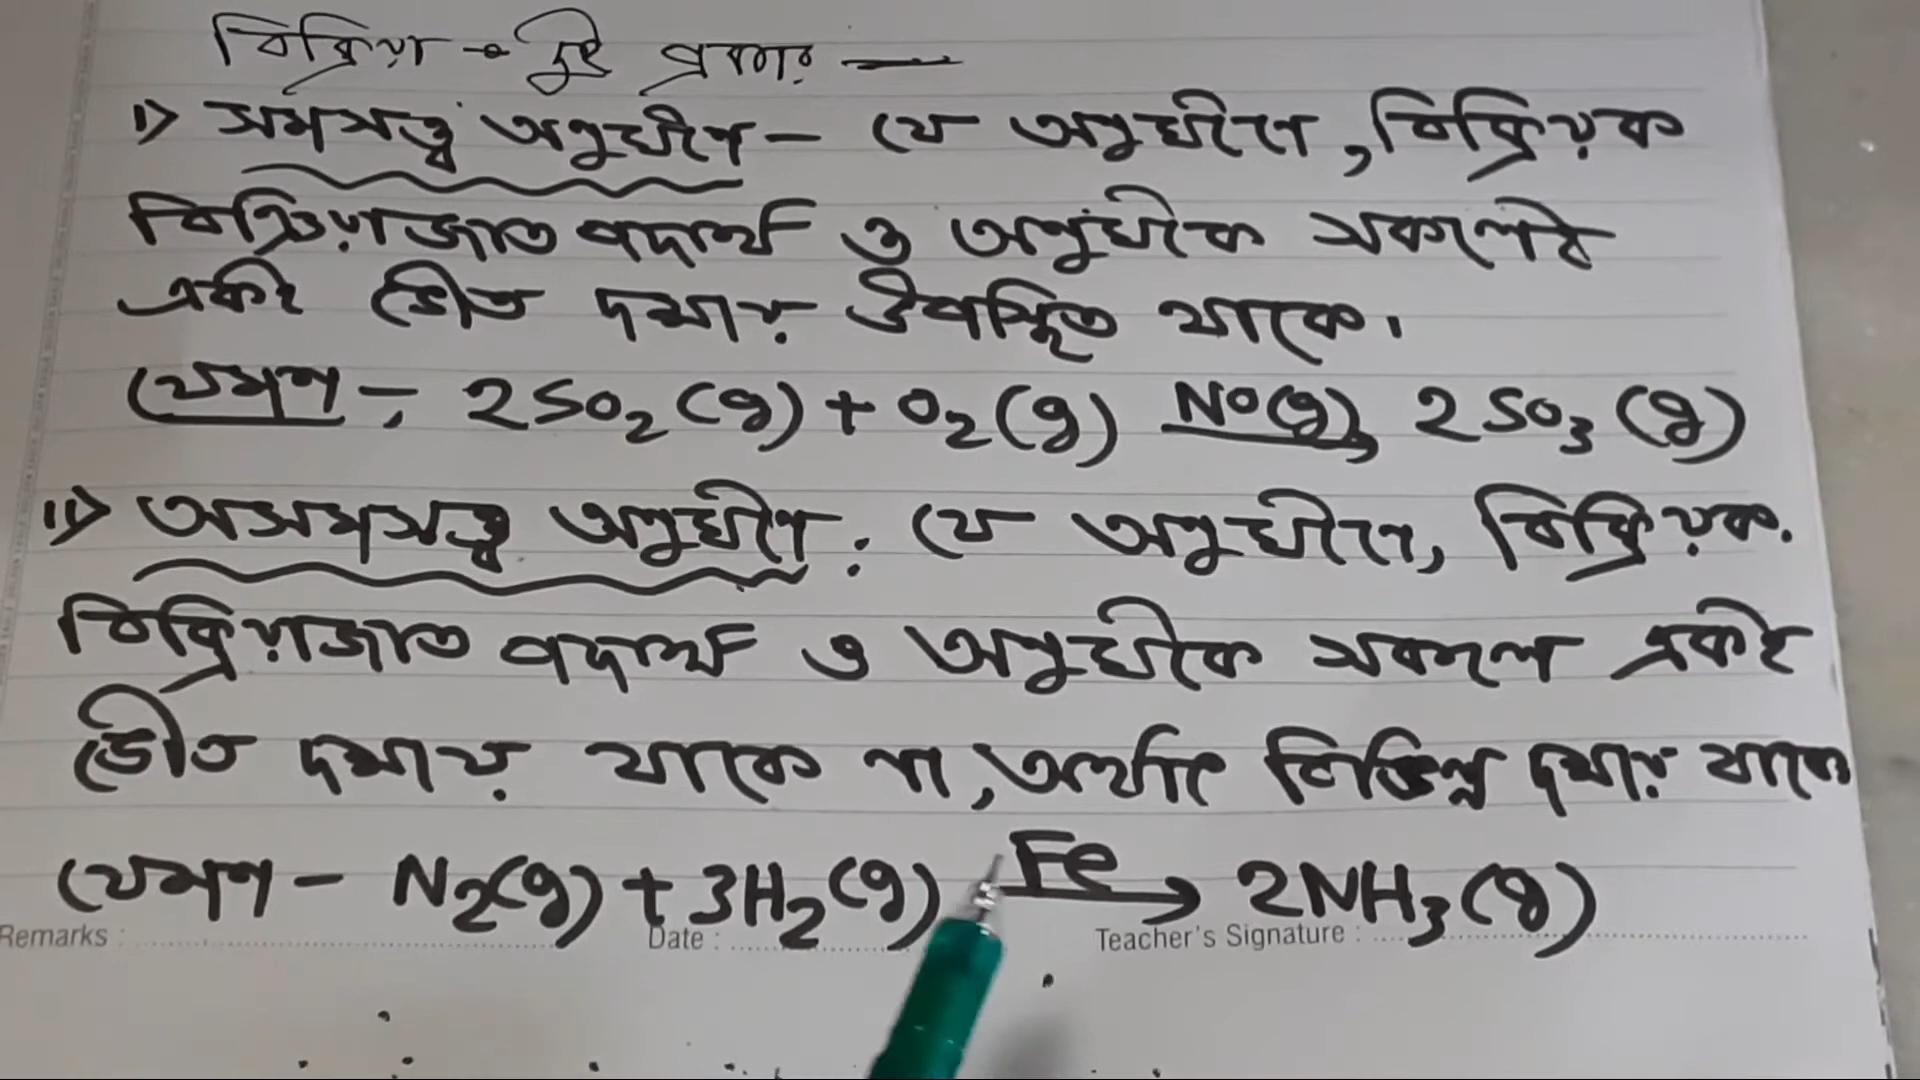 বিক্রিয়া → দুই প্রকার —
i> সমসত্ত্ব অনুঘটন - যে অনুঘটনে, বিক্রিয়ক
বিক্রিয়াজাত পদার্থ ও অনুঘটক সকলেই
একই ভৌত দশায় উপস্থিত থাকে।
যেমন -, 2SO₂(g) + O₂(g) NO(g)→ 2SO₃(g)
ii> অসমসত্ত্ব অনুঘটন : যে অনুঘটনে, বিক্রিয়ক.
বিক্রিয়াজাত পদার্থ ও অনুঘটক সকলে একই
ভৌত দশায় থাকে না, অর্থাৎ বিভিন্ন দশায় থাকে
যেমন - N₂(g) + 3H₂(g) Fe→ 2NH₃(g)
Remarks : Date : Teacher's Signature :